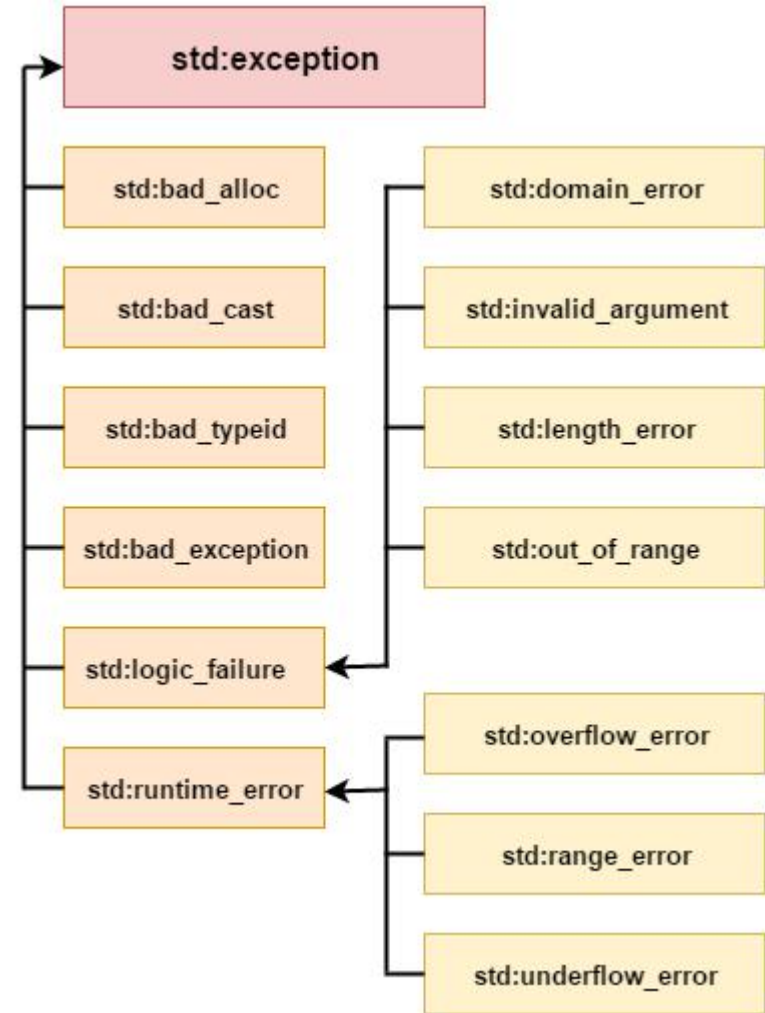 std:exception
std:bad_alloc
std:bad_cast
std:bad_typeid
std:bad_exception
std:logic_failure
std:runtime_error
std:domain_error
std:invalid_argument
std:length_error
std:out_of_range
std:overflow_error
std:range_error
std:underflow_error